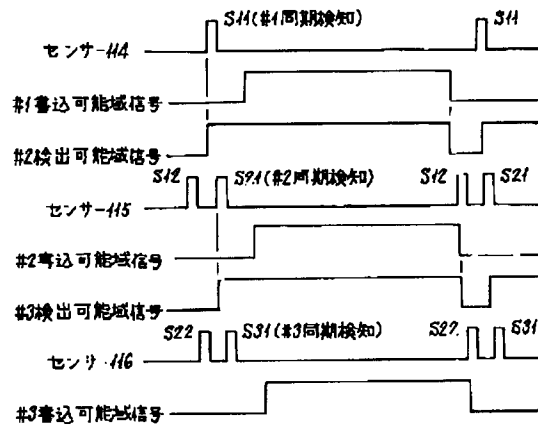 S11(#1同期検知) S11
センサー114
#1書込可能域信号
#2検出可能域信号
S12 S21(#2同期検知) S12 S21
センサー115
#2書込可能域信号
#3検出可能域信号
S22 S31(#3同期検知) S22 S31
センサ 116
#3書込可能域信号